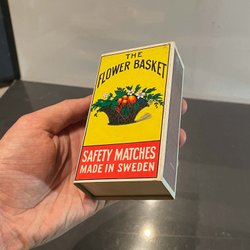 THE
FLOWER BASKET
SAFETY MATCHES
MADE IN SWEDEN